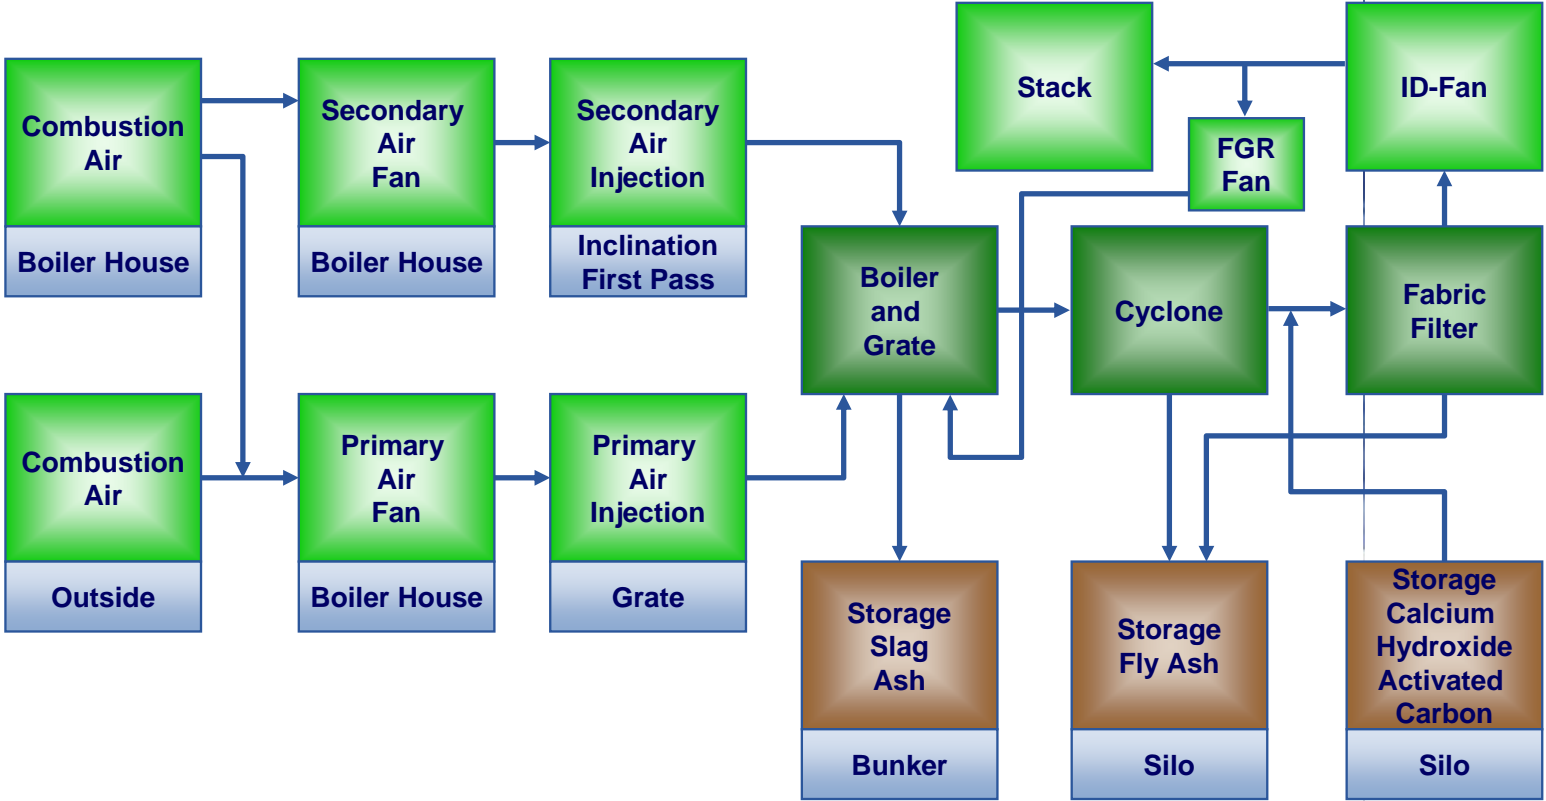 Combustion
Air
Boiler House
Secondary
Air
Fan
Boiler House
Secondary
Air
Injection
Inclination
First Pass
Stack
ID-Fan
FGR
Fan
Boiler
and
Grate
Cyclone
Fabric
Filter
Combustion
Air
Outside
Primary
Air
Fan
Boiler House
Primary
Air
Injection
Grate
Storage
Slag
Ash
Bunker
Storage
Fly Ash
Silo
Storage
Calcium
Hydroxide
Activated
Carbon
Silo